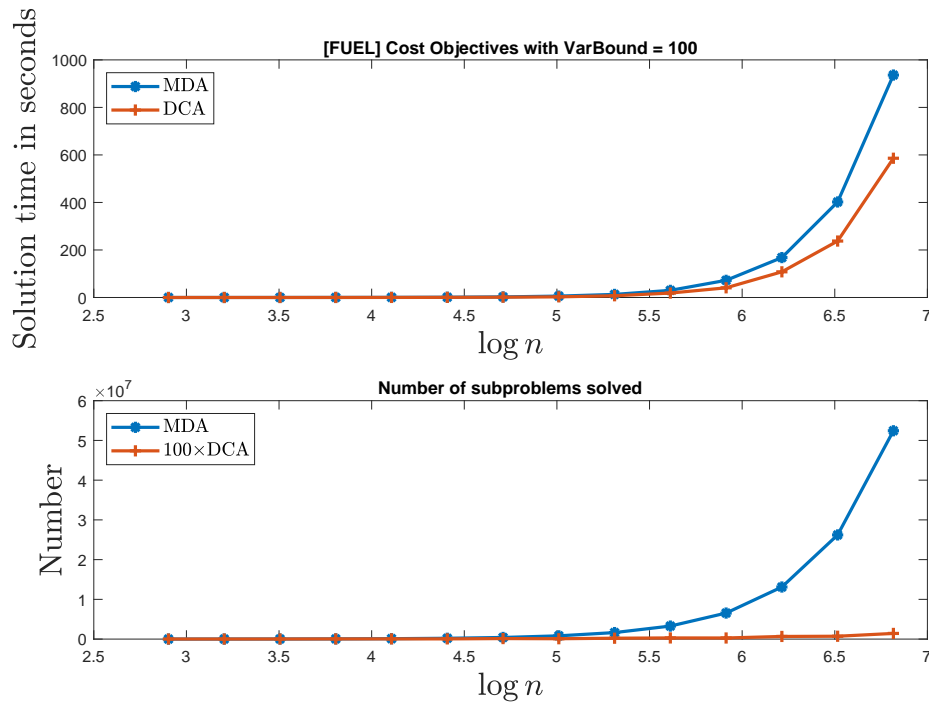 [FUEL] Cost Objectives with VarBound = 100
Solution time in seconds
1000
800
600
400
200
0
MDA
DCA
2.5 3 3.5 4 4.5 5 5.5 6 6.5 7
log n
Number of subproblems solved
×10^7
Number
6
5
4
3
2
1
0
MDA
100×DCA
2.5 3 3.5 4 4.5 5 5.5 6 6.5 7
log n